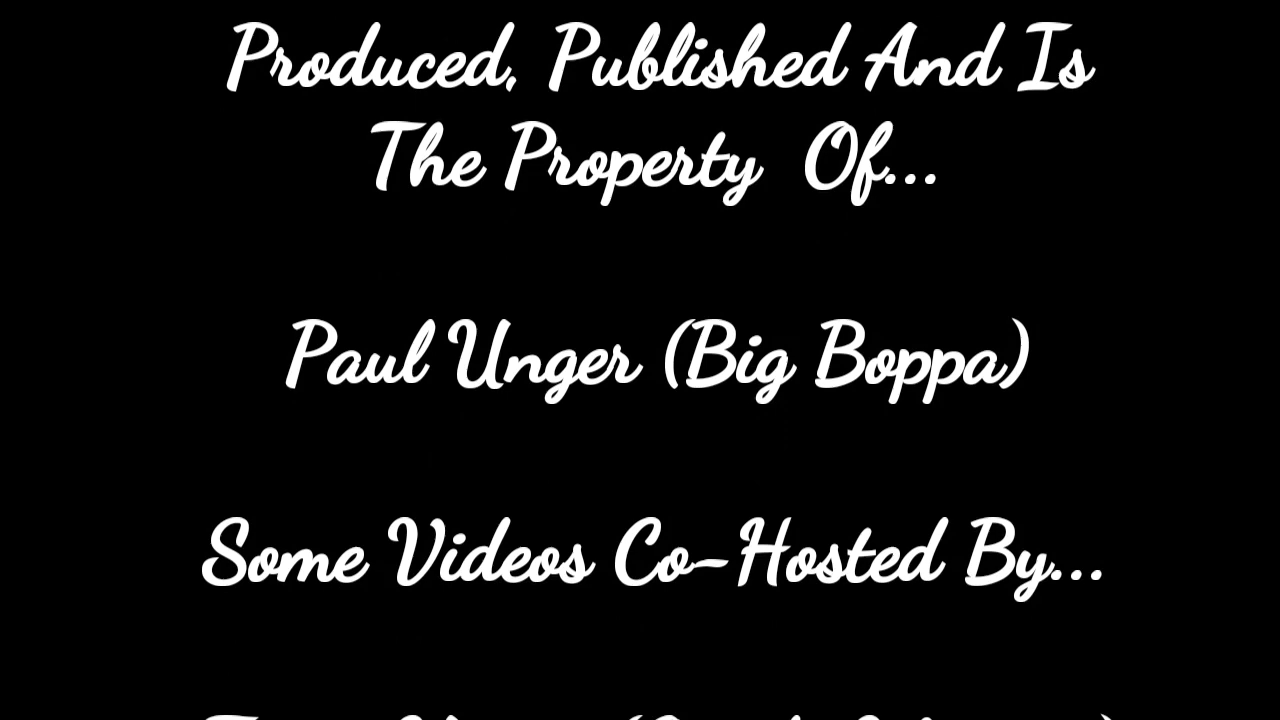 Produced, Published And Is
The Property Of...
Paul Unger (Big Boppa)
Some Videos Co-Hosted By...